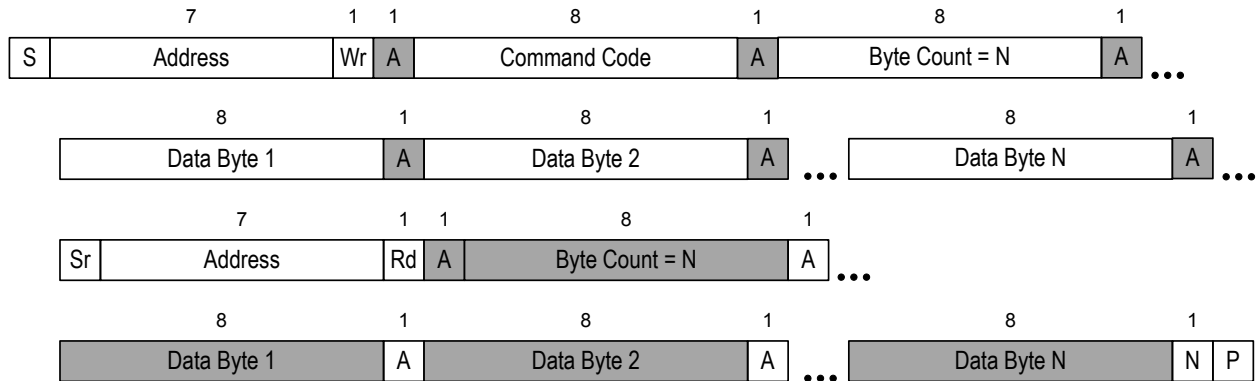 7 1 1 8 1 8 1
S Address Wr A Command Code A Byte Count = N A ...
8 1 8 1 8 1
Data Byte 1 A Data Byte 2 A ... Data Byte N A ...
7 1 1 8 1
Sr Address Rd A Byte Count = N A ...
8 1 8 1 8 1
Data Byte 1 A Data Byte 2 A ... Data Byte N N P